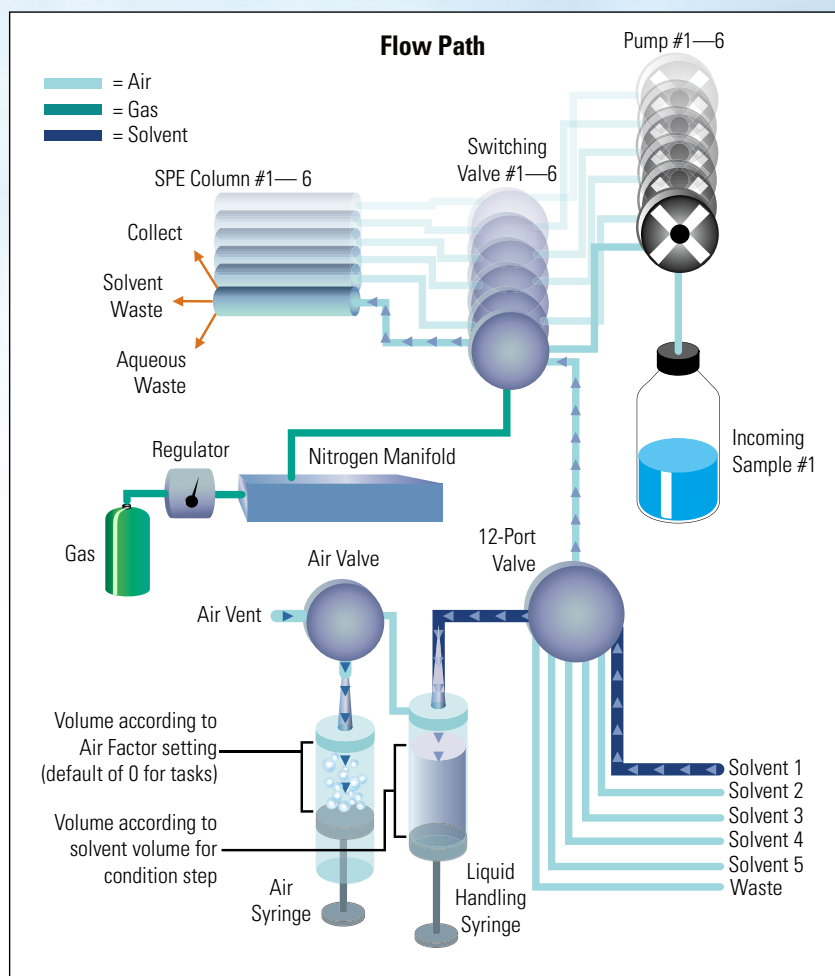 Flow Path
Pump #1—6
= Air
= Gas
= Solvent
Switching
Valve #1—6
SPE Column #1— 6
Collect
Solvent
Waste
Aqueous
Waste
Regulator
Nitrogen Manifold
Incoming
Sample #1
Gas
Air Valve
12-Port
Valve
Air Vent
Volume according to
Air Factor setting
(default of 0 for tasks)
Volume according to
solvent volume for
condition step
Air
Syringe
Liquid
Handling
Syringe
Solvent 1
Solvent 2
Solvent 3
Solvent 4
Solvent 5
Waste